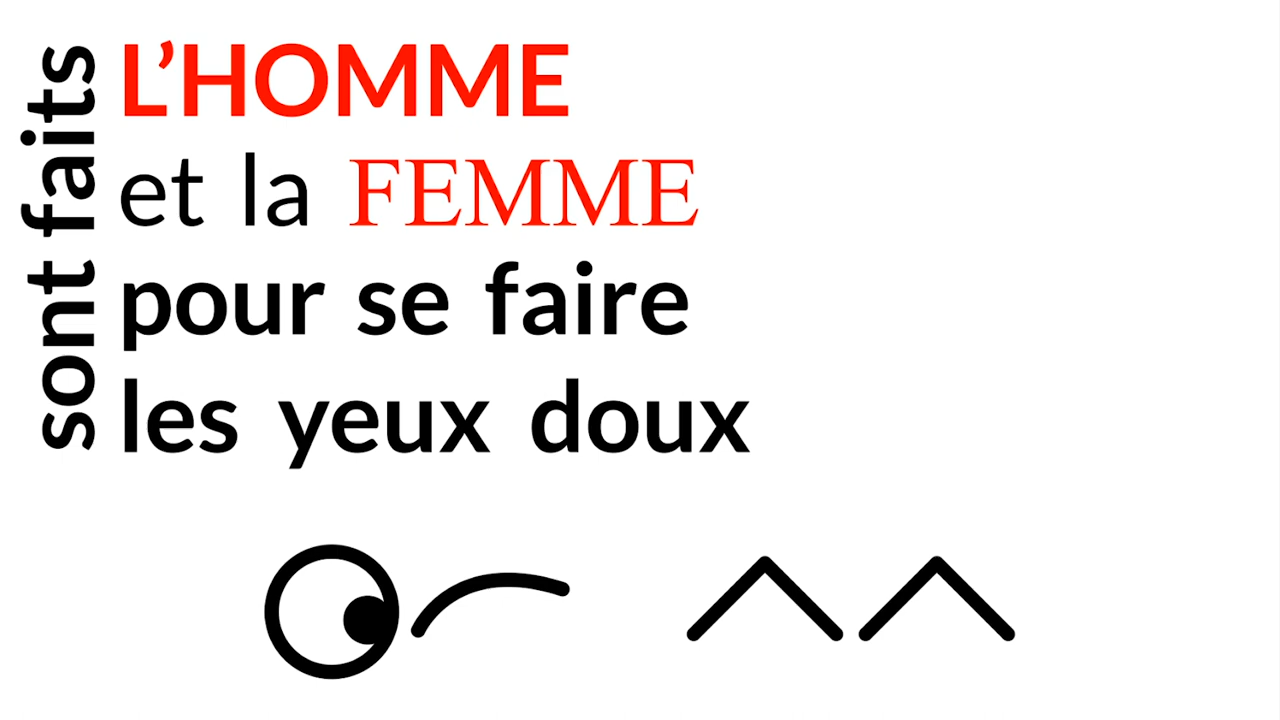 sont faits
L’HOMME
et la FEMME
pour se faire
les yeux doux